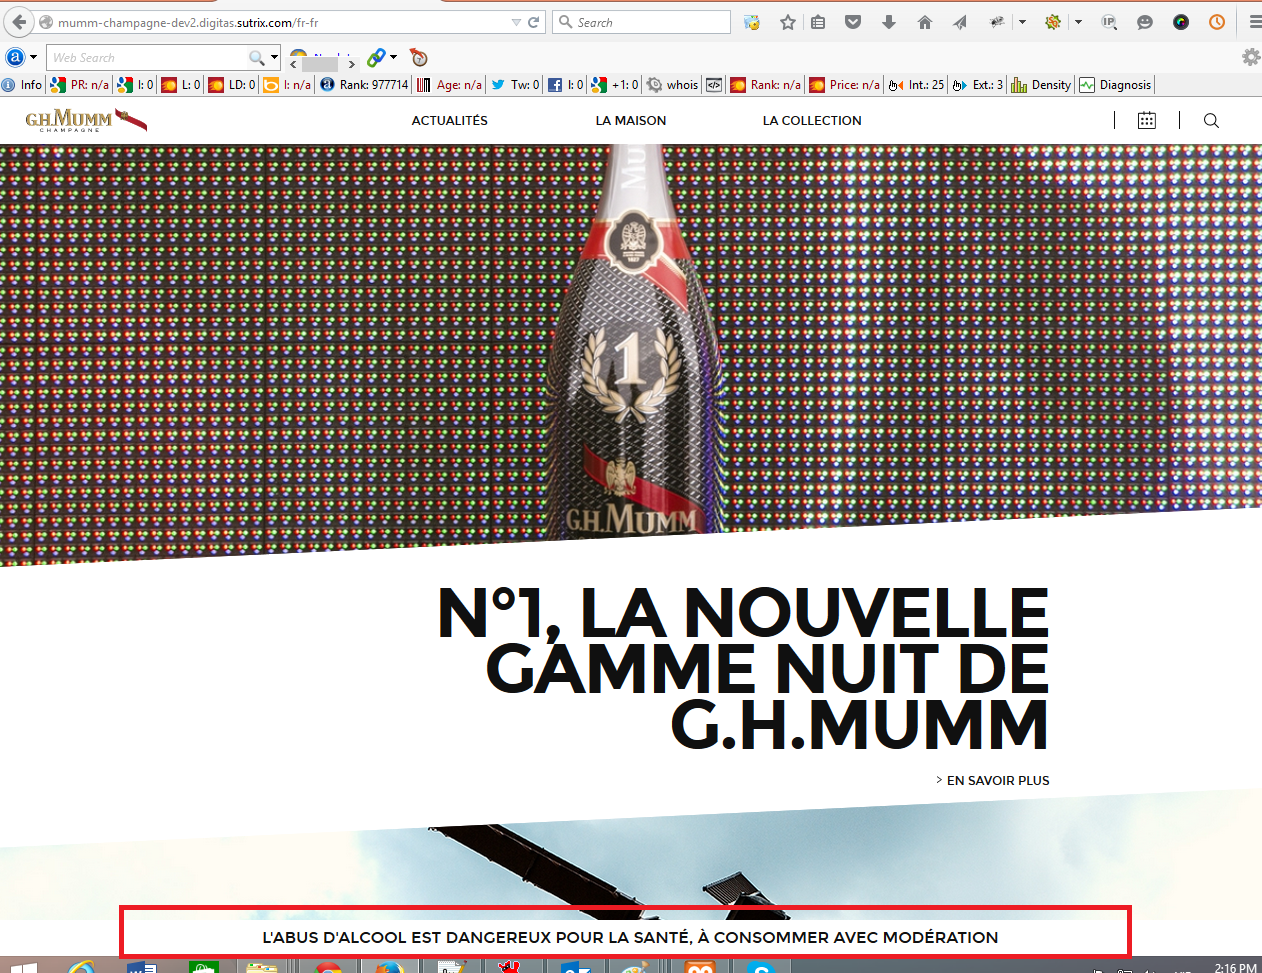 mumm-champagne-dev2.digitas.sutrix.com/fr-fr
Search
Web Search
Info PR: n/a I: 0 L: 0 LD: 0 I: n/a Rank: 977714 Age: n/a Tw: 0 I: 0 +1: 0 whois Rank: n/a Price: n/a Int.: 25 Ext.: 3 Density Diagnosis
G.H.MUMM
CHAMPAGNE
ACTUALITÉS LA MAISON LA COLLECTION
MUMM
1
G.H.MUMM
N°1, LA NOUVELLE
GAMME NUIT DE
G.H.MUMM
> EN SAVOIR PLUS
L'ABUS D'ALCOOL EST DANGEREUX POUR LA SANTÉ, À CONSOMMER AVEC MODÉRATION
2:16 PM